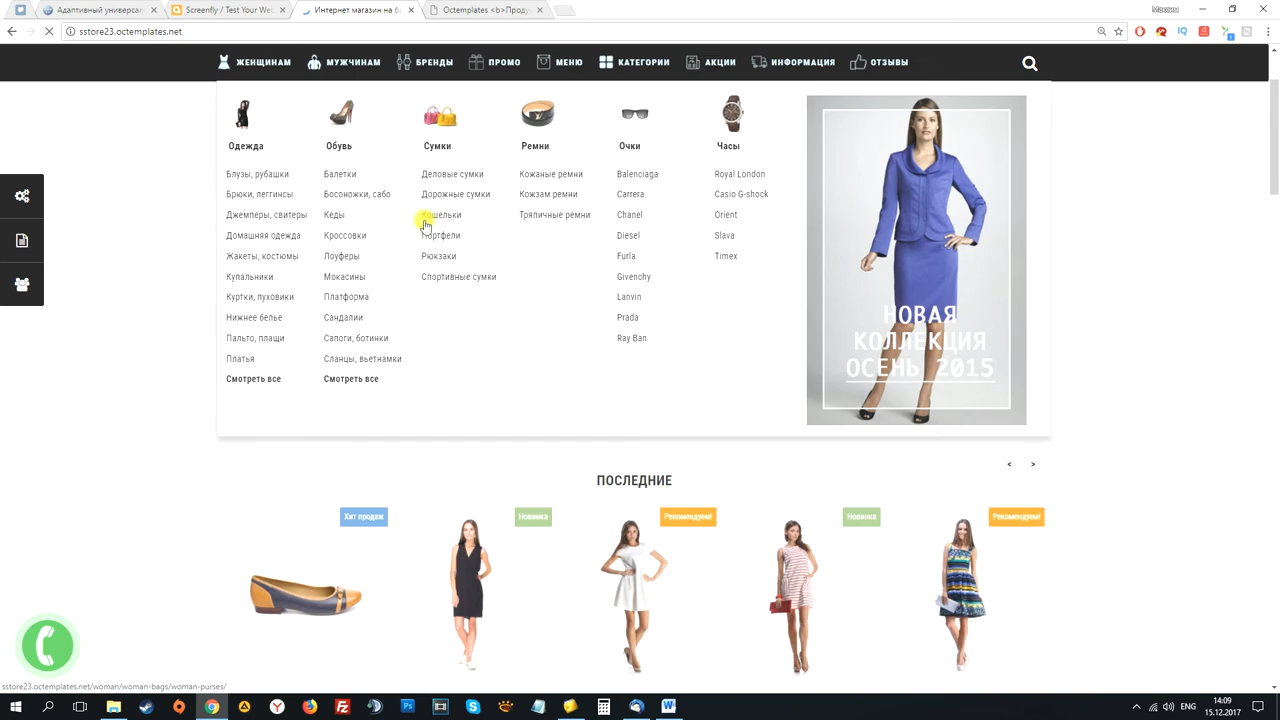 Адаптивный универсаль
Screenfly / Test Your Web
Интернет магазин на бе
Octemplates <b>Проду
sstore23.octemplates.net
ЖЕНЩИНАМ МУЖЧИНАМ БРЕНДЫ ПРОМО МЕНЮ КАТЕГОРИИ АКЦИИ ИНФОРМАЦИЯ ОТЗЫВЫ
Одежда
Блузы, рубашки
Брюки, леггинсы
Джемперы, свитеры
Домашняя одежда
Жакеты, костюмы
Купальники
Куртки, пуховики
Нижнее белье
Пальто, плащи
Платья
Смотреть все
Обувь
Балетки
Босоножки, сабо
Кеды
Кроссовки
Лоуферы
Мокасины
Платформа
Сандалии
Сапоги, ботинки
Сланцы, вьетнамки
Смотреть все
Сумки
Деловые сумки
Дорожные сумки
Кошельки
Портфели
Рюкзаки
Спортивные сумки
Ремни
Кожаные ремни
Кожзам ремни
Тряпичные ремни
Очки
Balenciaga
Carrera
Chanel
Diesel
Furla
Givenchy
Lanvin
Prada
Ray Ban
Часы
Royal London
Casio G-shock
Orient
Slava
Timex
НОВАЯ
КОЛЛЕКЦИЯ
ОСЕНЬ 2015
ПОСЛЕДНИЕ
< >
Хит продаж
Новинка
Рекомендуем!
Новинка
Рекомендуем!
sstore23.octemplates.net/woman/woman-bags/woman-purses/
ENG
14:09
15.12.2017